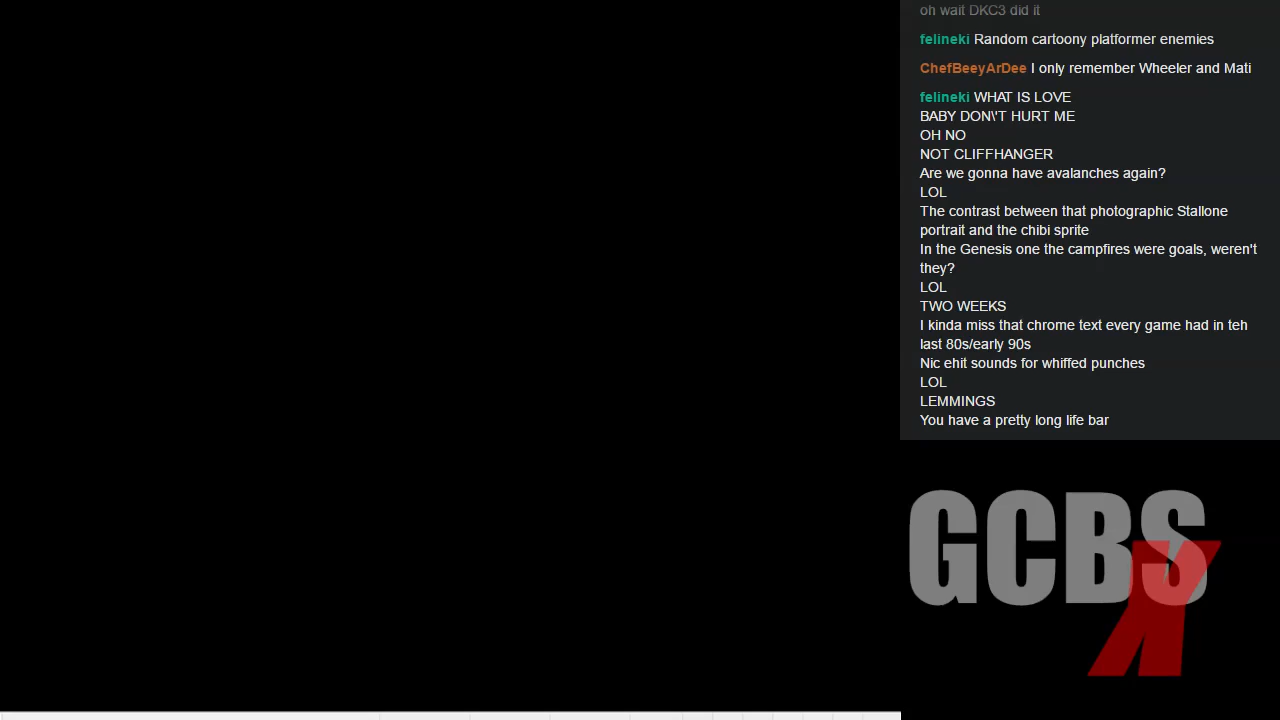 oh wait DKC3 did it
felineki Random cartoony platformer enemies
ChefBeeyArDee I only remember Wheeler and Mati
felineki WHAT IS LOVE
BABY DON\'T HURT ME
OH NO
NOT CLIFFHANGER
Are we gonna have avalanches again?
LOL
The contrast between that photographic Stallone
portrait and the chibi sprite
In the Genesis one the campfires were goals, weren't
they?
LOL
TWO WEEKS
I kinda miss that chrome text every game had in teh
last 80s/early 90s
Nic ehit sounds for whiffed punches
LOL
LEMMINGS
You have a pretty long life bar
GCBS
X